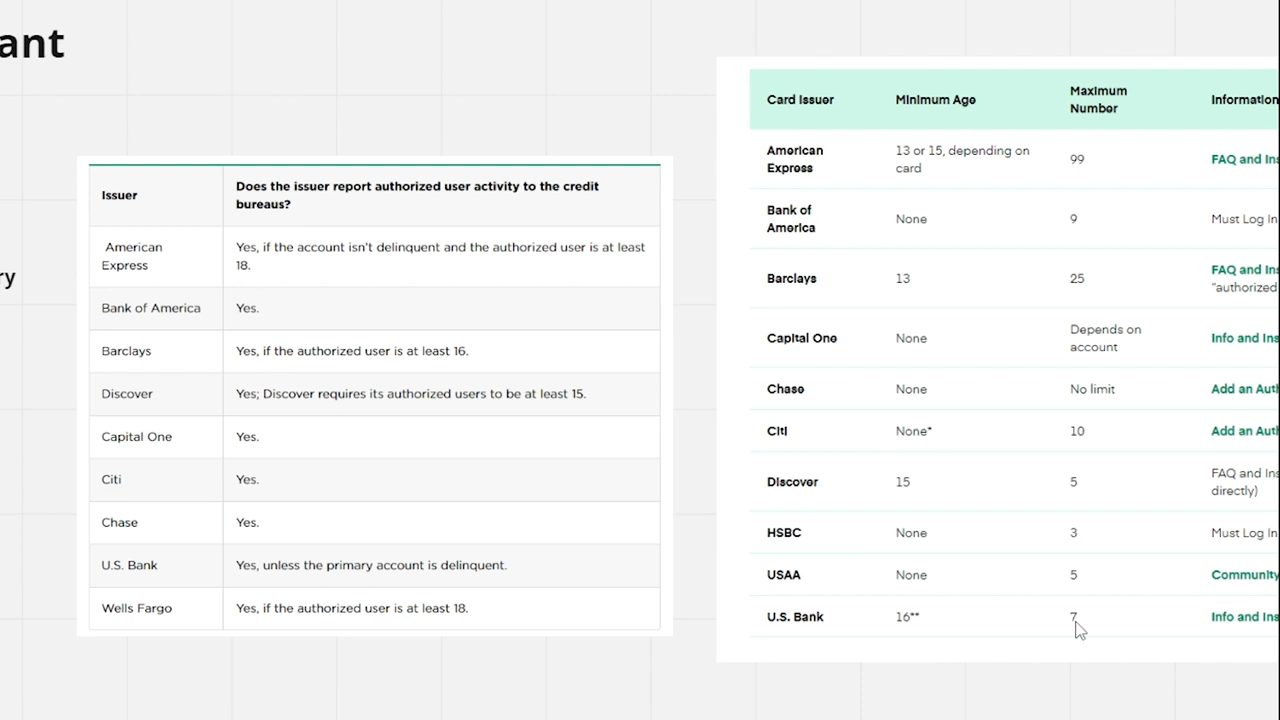 ant
ry
Issuer
Does the issuer report authorized user activity to the credit
bureaus?
American
Express
Yes, if the account isn't delinquent and the authorized user is at least
18.
Bank of America
Yes.
Barclays
Yes, if the authorized user is at least 16.
Discover
Yes; Discover requires its authorized users to be at least 15.
Capital One
Yes.
Citi
Yes.
Chase
Yes.
U.S. Bank
Yes, unless the primary account is delinquent.
Wells Fargo
Yes, if the authorized user is at least 18.
Card Issuer
Minimum Age
Maximum
Number
Information
American
Express
13 or 15, depending on
card
99
FAQ and Ins
Bank of
America
None
9
Must Log In
Barclays
13
25
FAQ and Ins
"authorized
Capital One
None
Depends on
account
Info and Ins
Chase
None
No limit
Add an Auth
Citi
None*
10
Add an Auth
Discover
15
5
FAQ and Ins
directly)
HSBC
None
3
Must Log In
USAA
None
5
Community
U.S. Bank
16**
7
Info and Ins